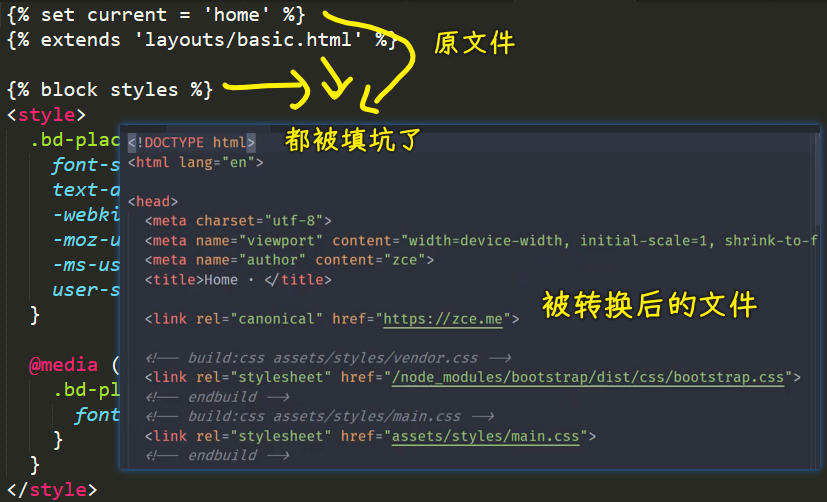 {% set current = 'home' %}
{% extends 'layouts/basic.html' %}
原文件
{% block styles %}
<style>
.bd-plac
都被填坑了
font-s
text-a
-webki
-moz-u
-ms-us
user-s
}
@media (
.bd-pl
font
}
}
</style>
<!DOCTYPE html>
<html lang="en">
<head>
<meta charset="utf-8">
<meta name="viewport" content="width=device-width, initial-scale=1, shrink-to-f
<meta name="author" content="zce">
<title>Home · </title>
被转换后的文件
<link rel="canonical" href="https://zce.me">
<!-- build:css assets/styles/vendor.css -->
<link rel="stylesheet" href="/node_modules/bootstrap/dist/css/bootstrap.css">
<!-- endbuild -->
<!-- build:css assets/styles/main.css -->
<link rel="stylesheet" href="assets/styles/main.css">
<!-- endbuild -->